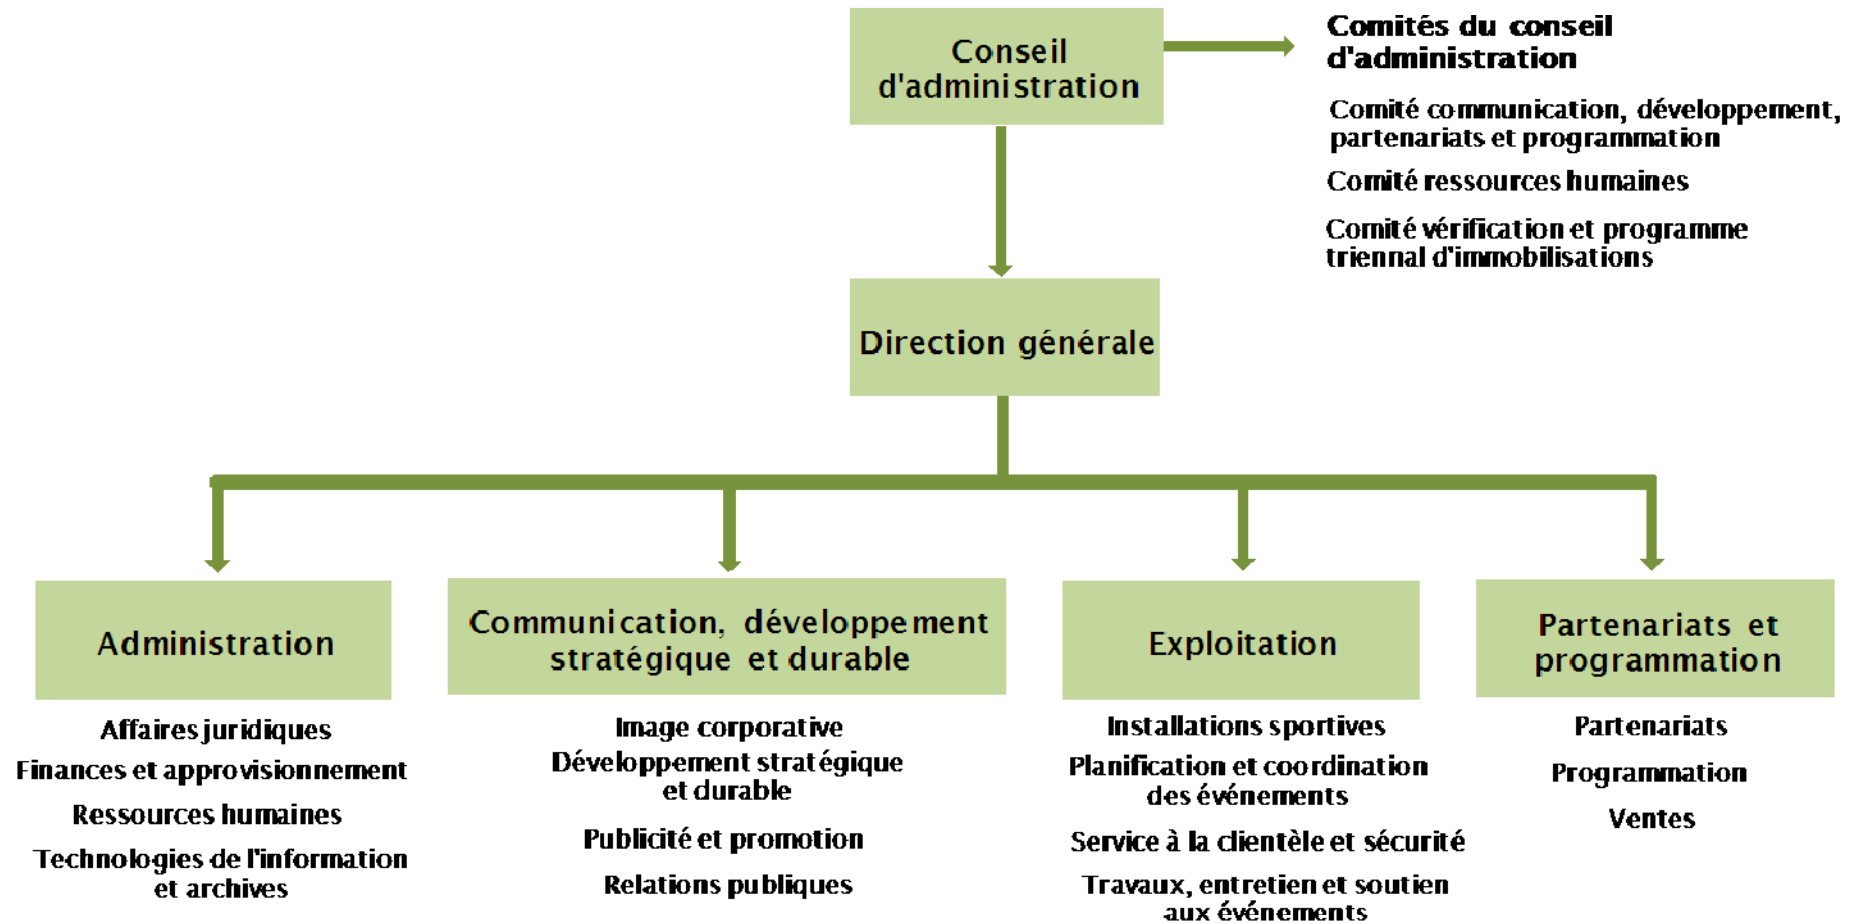 Conseil
d'administration
Comités du conseil
d'administration
Comité communication, développement,
partenariats et programmation
Comité ressources humaines
Comité vérification et programme
triennal d'immobilisations
Direction générale
Administration
Affaires juridiques
Finances et approvisionnement
Ressources humaines
Technologies de l'information
et archives
Communication, développement
stratégique et durable
Image corporative
Développement stratégique
et durable
Publicité et promotion
Relations publiques
Exploitation
Installations sportives
Planification et coordination
des événements
Service à la clientèle et sécurité
Travaux, entretien et soutien
aux événements
Partenariats et
programmation
Partenariats
Programmation
Ventes